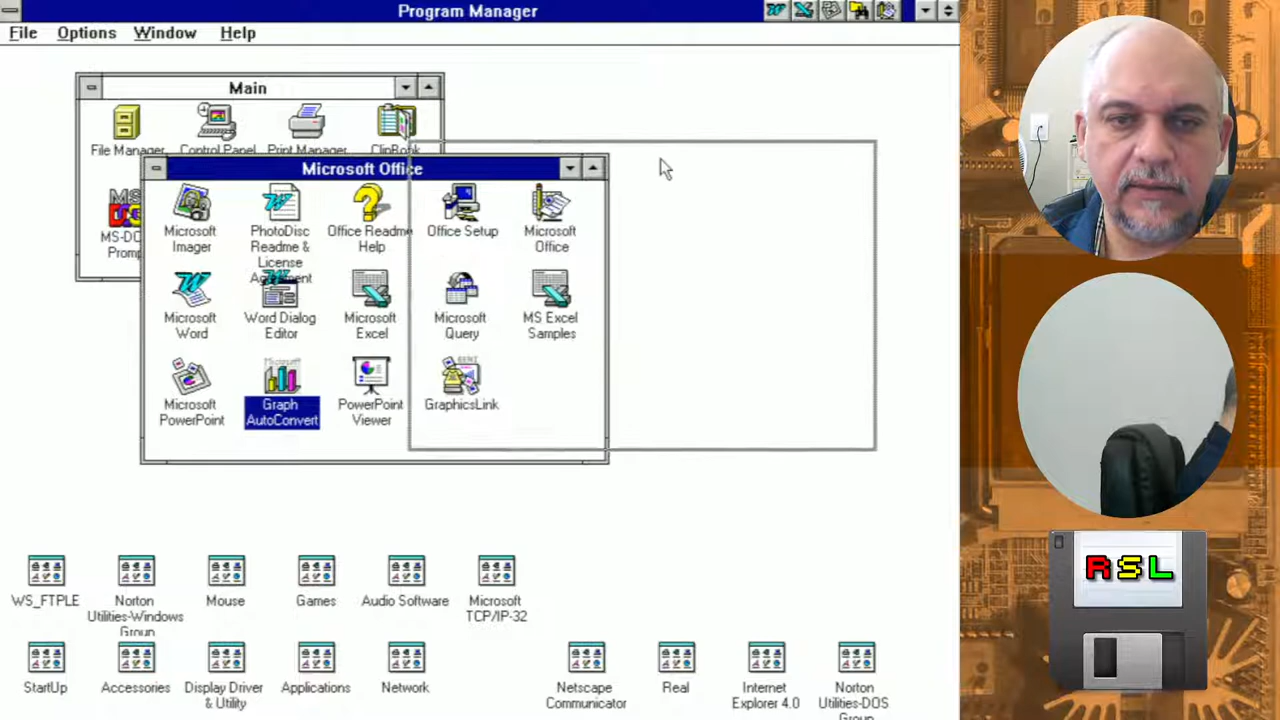 Program Manager
File Options Window Help
Main
File Manager Control Panel Print Manager ClipBook
MS-DOS
Prompt
Microsoft Office
Microsoft
Imager
PhotoDisc
Readme &
License
Agreement
Office Readme
Help
Office Setup
Microsoft
Office
Microsoft
Word
Word Dialog
Editor
Microsoft
Excel
Microsoft
Query
MS Excel
Samples
Microsoft
PowerPoint
Microsoft
Graph
AutoConvert
PowerPoint
Viewer
GraphicsLink
WS_FTPLE
Norton
Utilities-Windows
Group
Mouse
Games
Audio Software
Microsoft
TCP/IP-32
StartUp
Accessories
Display Driver
& Utility
Applications
Network
Netscape
Communicator
Real
Internet
Explorer 4.0
Norton
Utilities-DOS
Group
RSL